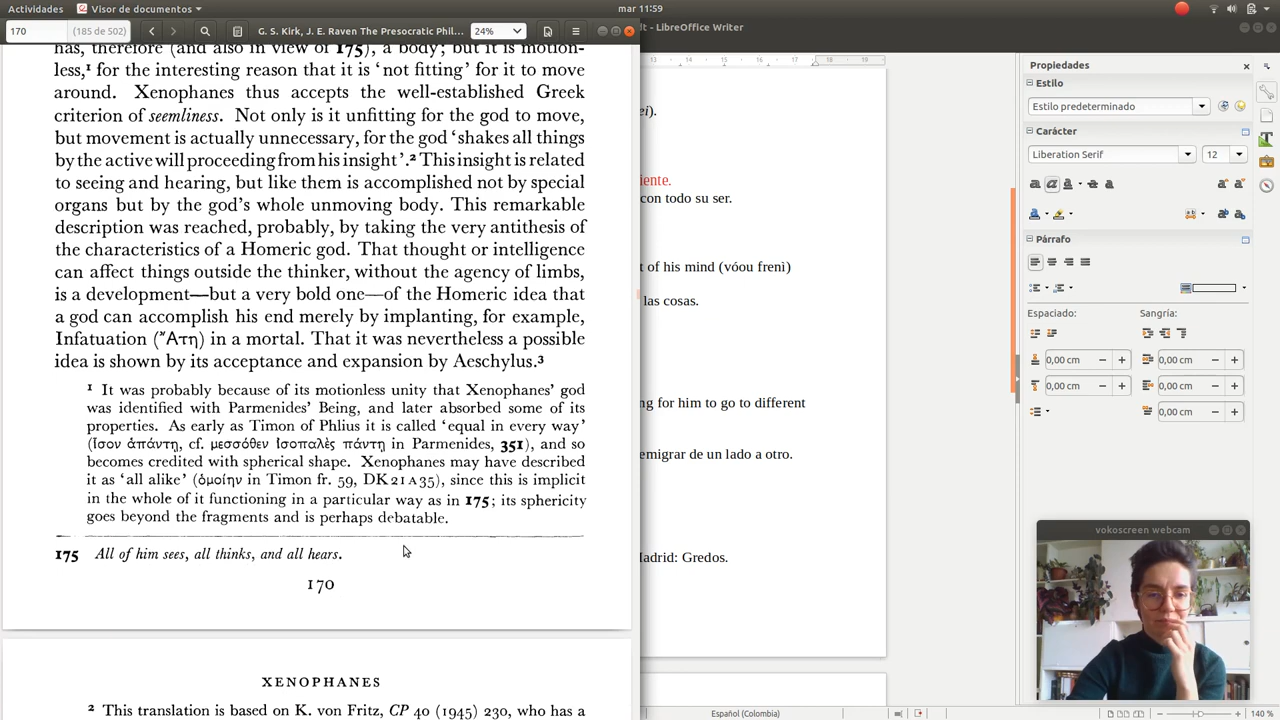 Actividades
Visor de documentos
mar 11:59
170
(185 de 502)
G. S. Kirk, J. E. Raven The Presocratic Phil...
24%
- LibreOffice Writer
has, therefore (and also in view of 175), a body; but it is motion-
less,¹ for the interesting reason that it is 'not fitting' for it to move
around. Xenophanes thus accepts the well-established Greek
criterion of seemliness. Not only is it unfitting for the god to move,
but movement is actually unnecessary, for the god 'shakes all things
by the active will proceeding from his insight'.² This insight is related
to seeing and hearing, but like them is accomplished not by special
organs but by the god's whole unmoving body. This remarkable
description was reached, probably, by taking the very antithesis of
the characteristics of a Homeric god. That thought or intelligence
can affect things outside the thinker, without the agency of limbs,
is a development—but a very bold one—of the Homeric idea that
a god can accomplish his end merely by implanting, for example,
Infatuation (Ἄτη) in a mortal. That it was nevertheless a possible
idea is shown by its acceptance and expansion by Aeschylus.³
¹ It was probably because of its motionless unity that Xenophanes' god
was identified with Parmenides' Being, and later absorbed some of its
properties. As early as Timon of Phlius it is called 'equal in every way'
(ἴσον ἁπάντη, cf. μεσσόθεν ἰσοπαλὲς πάντη in Parmenides, 351), and so
becomes credited with spherical shape. Xenophanes may have described
it as 'all alike' (ὁμοίην in Timon fr. 59, DK21A35), since this is implicit
in the whole of it functioning in a particular way as in 175; its sphericity
goes beyond the fragments and is perhaps debatable.
175 All of him sees, all thinks, and all hears.
170
XENOPHANES
² This translation is based on K. von Fritz, CP 40 (1945) 230, who has a
13 14 15 16 17 18 19
ei).
iente.
con todo su ser.
t of his mind (vóou frenì)
las cosas.
ng for him to go to different
emigrar de un lado a otro.
Madrid: Gredos.
Propiedades
Estilo
Estilo predeterminado
Carácter
Liberation Serif
12
Párrafo
Espaciado:
Sangría:
0,00 cm
0,00 cm
0,00 cm
0,00 cm
0,00 cm
vokoscreen webcam
Español (Colombia)
140 %